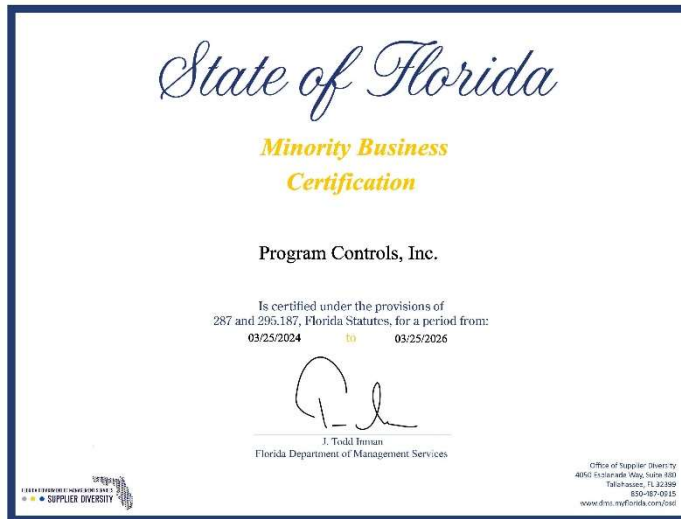 State of Florida
Minority Business
Certification
Program Controls, Inc.
Is certified under the provisions of
287 and 295.187, Florida Statutes, for a period from:
03/25/2024 to 03/25/2026
J. Todd Inman
Florida Department of Management Services
SUPPLIER DIVERSITY
Office of Supplier Diversity
4050 Esplanade Way, Suite 380
Tallahassee, FL 32399
850-487-0915
www.dms.myflorida.com/osd